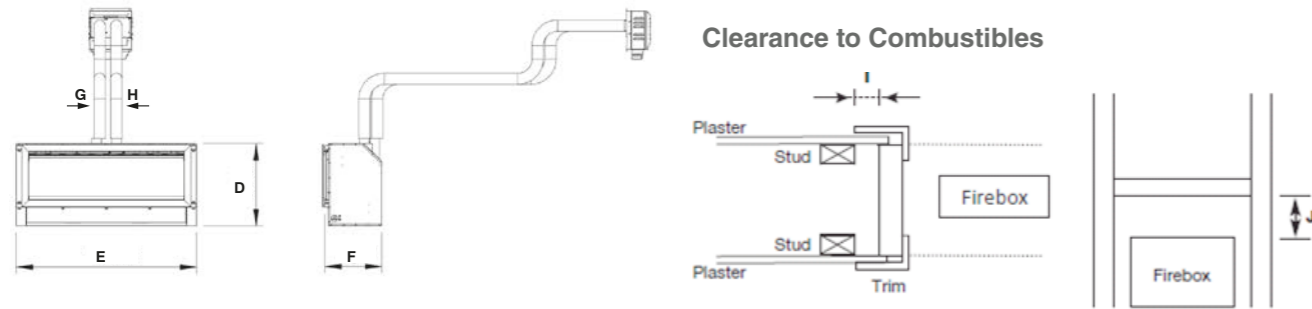 G H
D
E
F
Clearance to Combustibles
I
Plaster
Stud
Firebox
Stud
Plaster
Trim
J
Firebox